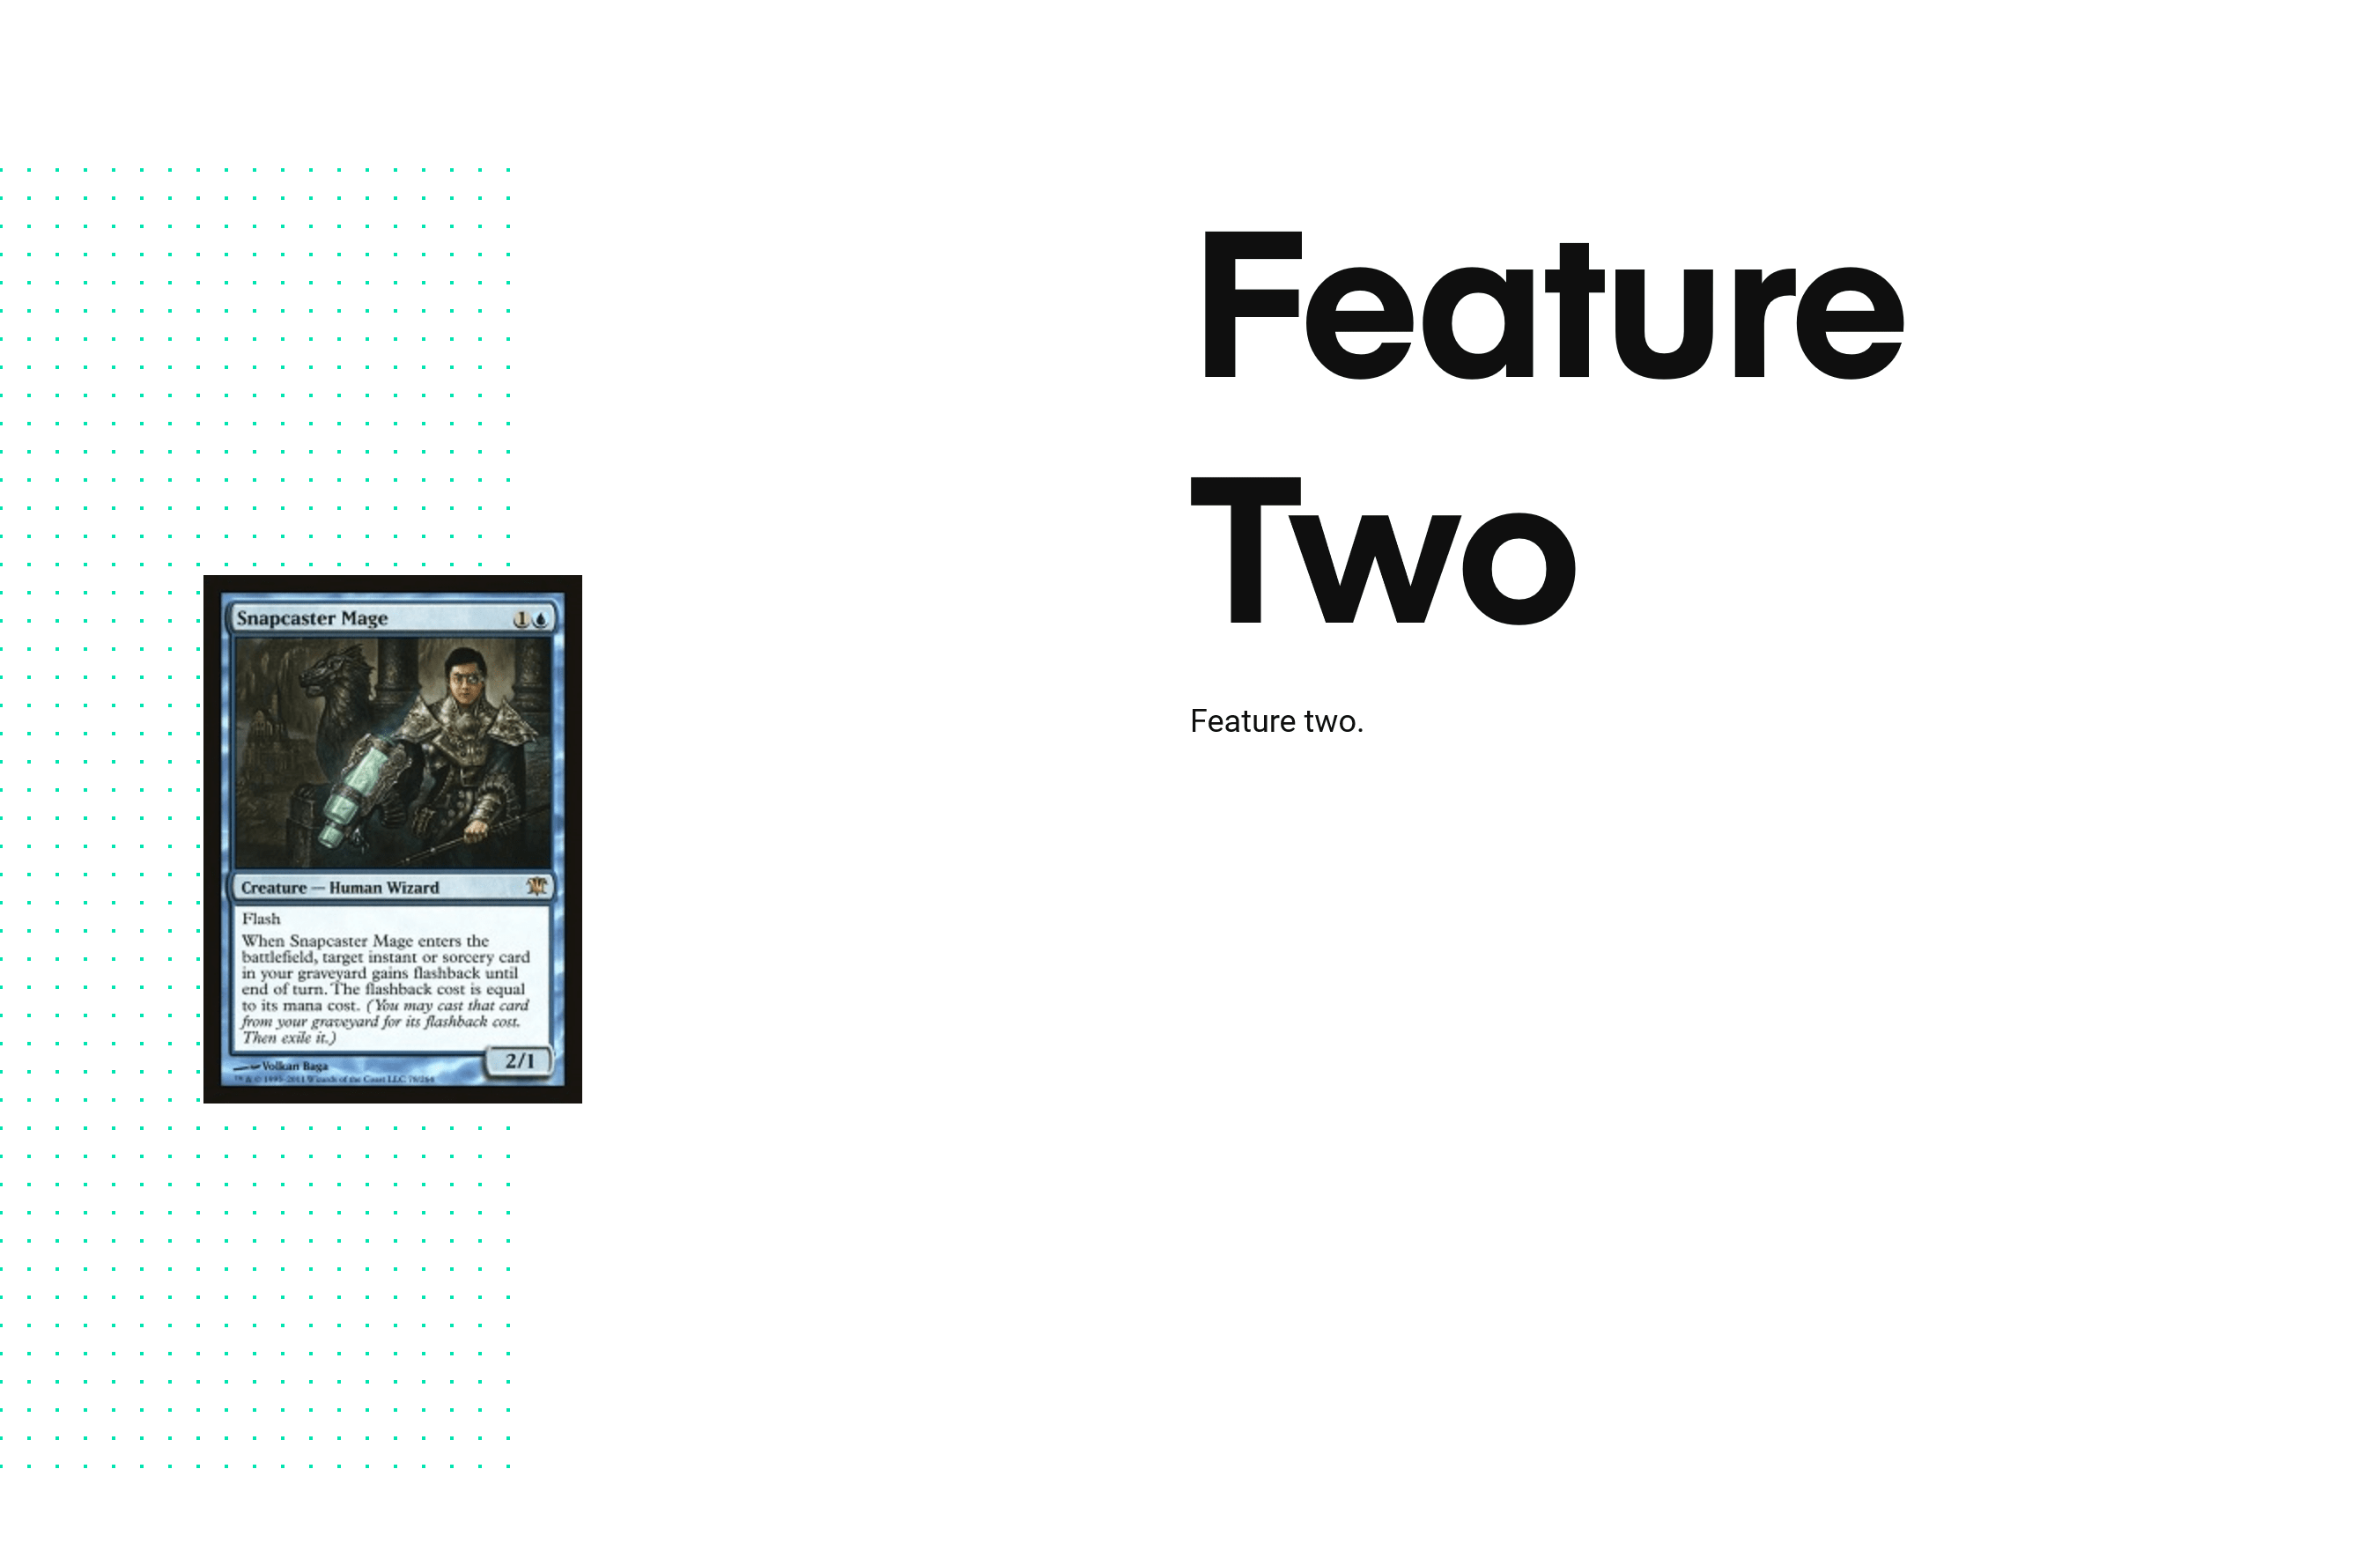 Feature
Two
Feature two.
Snapcaster Mage 1
Creature — Human Wizard
Flash
When Snapcaster Mage enters the
battlefield, target instant or sorcery card
in your graveyard gains flashback until
end of turn. The flashback cost is equal
to its mana cost. (You may cast that card
from your graveyard for its flashback cost.
Then exile it.)
2/1
Volkan Baga
™ & © 1993–2011 Wizards of the Coast LLC 78/264